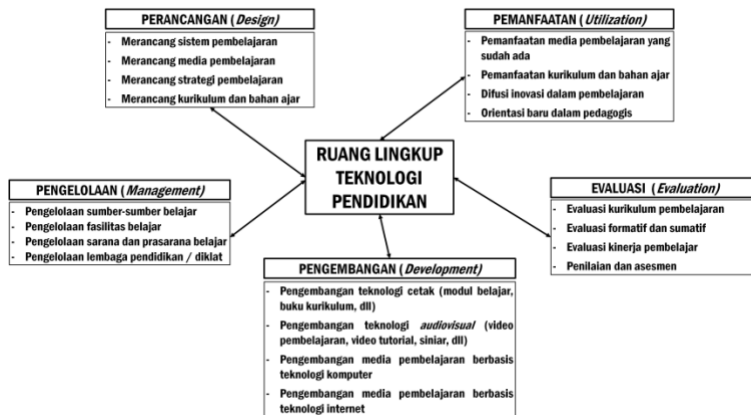 PERANCANGAN (Design)
- Merancang sistem pembelajaran
- Merancang media pembelajaran
- Merancang strategi pembelajaran
- Merancang kurikulum dan bahan ajar
PEMANFAATAN (Utilization)
- Pemanfaatan media pembelajaran yang
sudah ada
- Pemanfaatan kurikulum dan bahan ajar
- Difusi inovasi dalam pembelajaran
- Orientasi baru dalam pedagogis
RUANG LINGKUP
TEKNOLOGI
PENDIDIKAN
PENGELOLAAN (Management)
- Pengelolaan sumber-sumber belajar
- Pengelolaan fasilitas belajar
- Pengelolaan sarana dan prasarana belajar
- Pengelolaan lembaga pendidikan / diklat
EVALUASI (Evaluation)
- Evaluasi kurikulum pembelajaran
- Evaluasi formatif dan sumatif
- Evaluasi kinerja pembelajar
- Penilaian dan asesmen
PENGEMBANGAN (Development)
- Pengembangan teknologi cetak (modul belajar,
buku kurikulum, dll)
- Pengembangan teknologi audiovisual (video
pembelajaran, video tutorial, siniar, dll)
- Pengembangan media pembelajaran berbasis
teknologi komputer
- Pengembangan media pembelajaran berbasis
teknologi internet